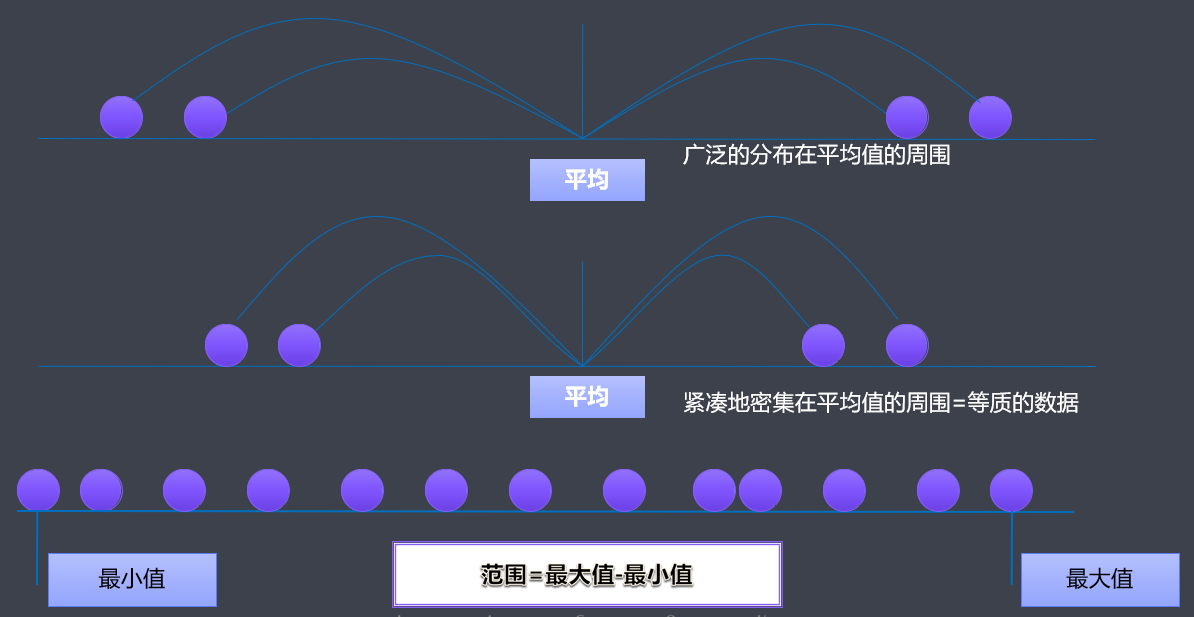 广泛的分布在平均值的周围
平均
平均
紧凑地密集在平均值的周围=等质的数据
最小值
范围=最大值-最小值
最大值